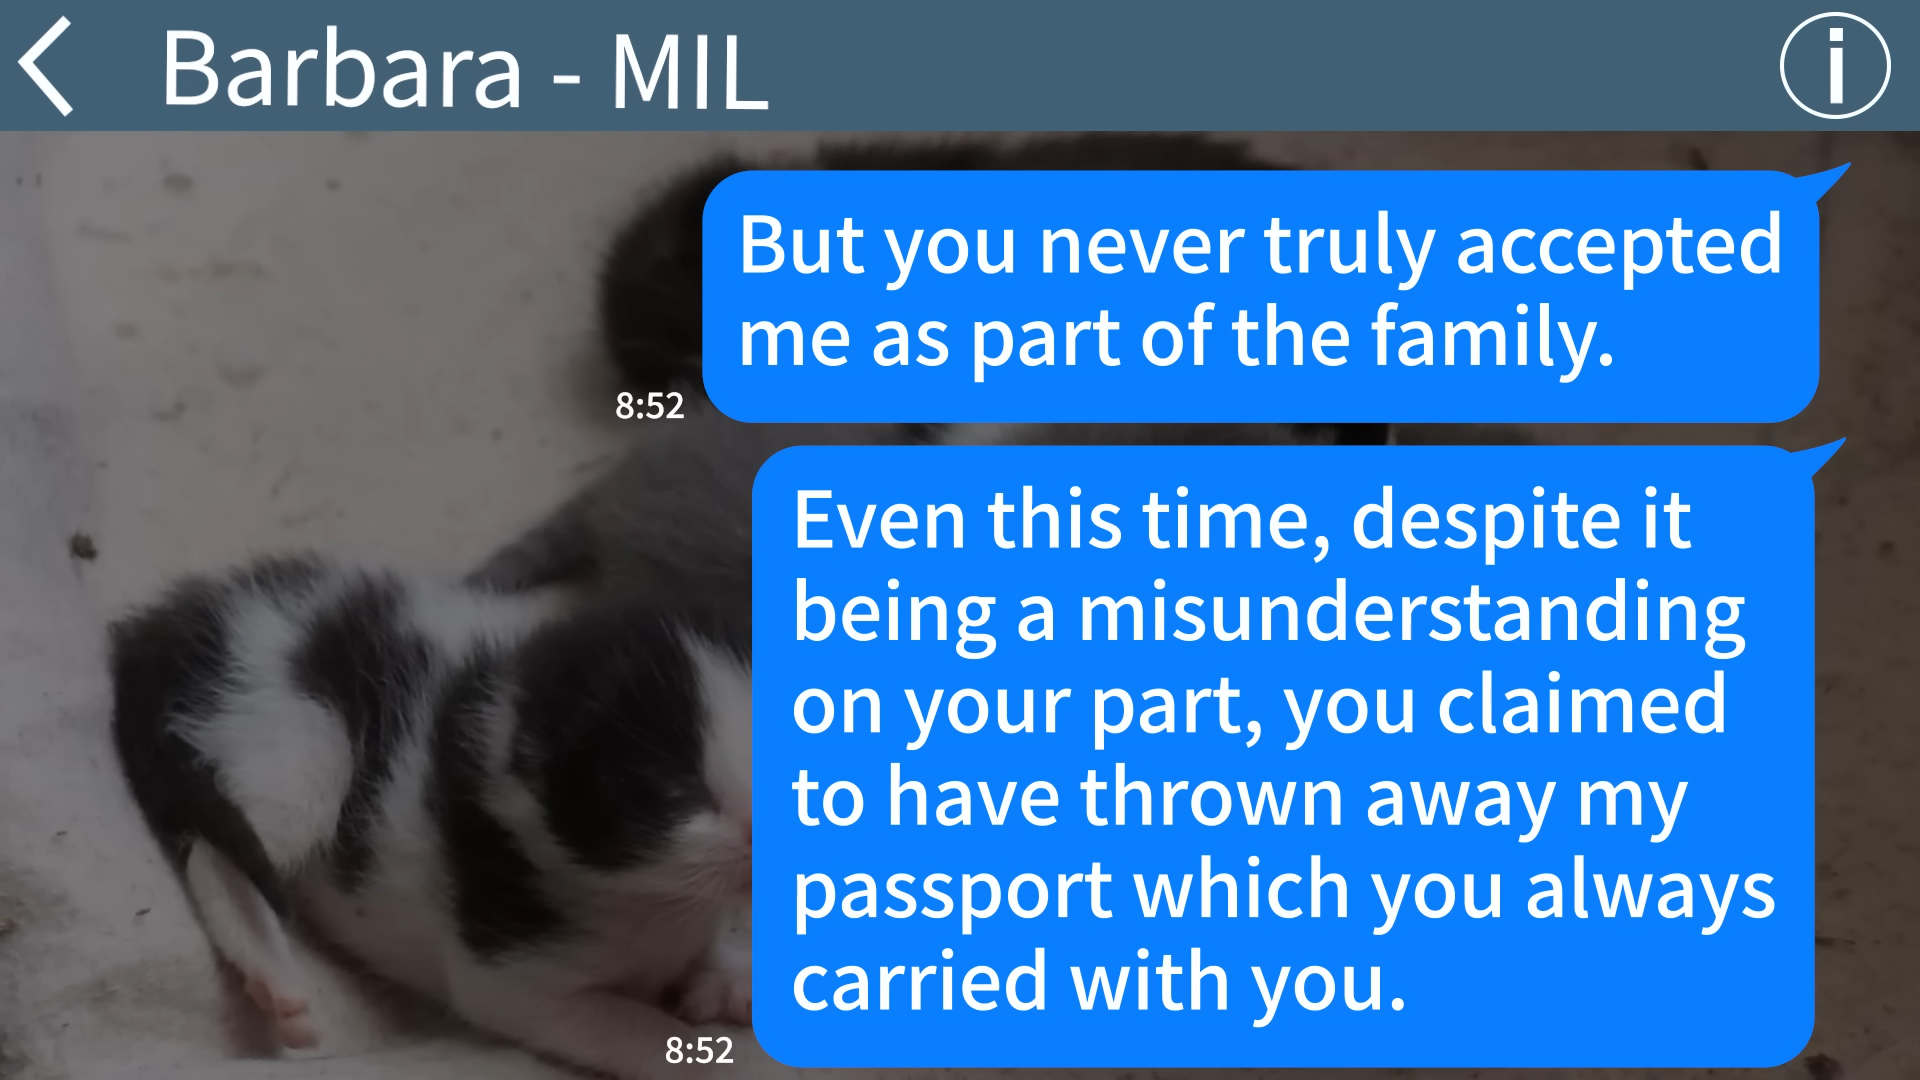 Barbara - MIL
But you never truly accepted
me as part of the family.
8:52
Even this time, despite it
being a misunderstanding
on your part, you claimed
to have thrown away my
passport which you always
carried with you.
8:52